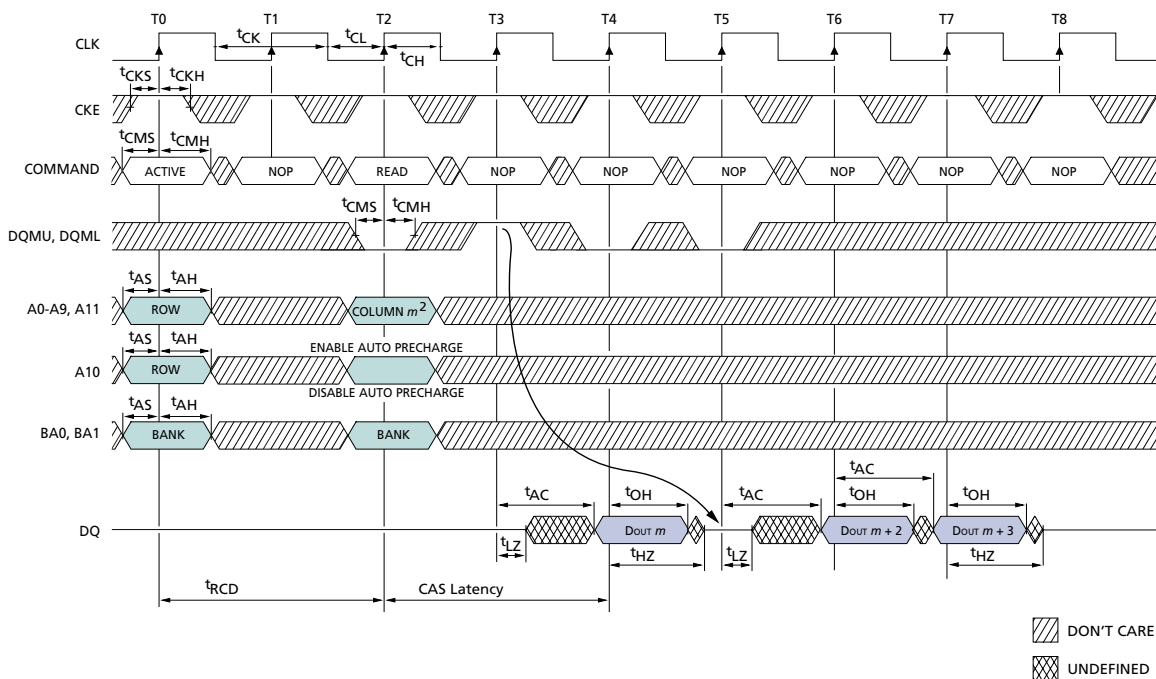 T0 T1 T2 T3 T4 T5 T6 T7 T8
CLK
tCK tCL
tCH
tCKS tCKH
CKE
tCMS tCMH
COMMAND ACTIVE NOP READ NOP NOP NOP NOP NOP NOP
tCMS tCMH
DQMU, DQML
tAS tAH
A0-A9, A11 ROW COLUMN m2
tAS tAH
ENABLE AUTO PRECHARGE
A10 ROW
DISABLE AUTO PRECHARGE
tAS tAH
BA0, BA1 BANK BANK
tAC
tAC tOH tAC tOH tOH
DQ DOUT m DOUT m + 2 DOUT m + 3
tLZ tHZ tLZ tHZ
tRCD CAS Latency
DON'T CARE
UNDEFINED